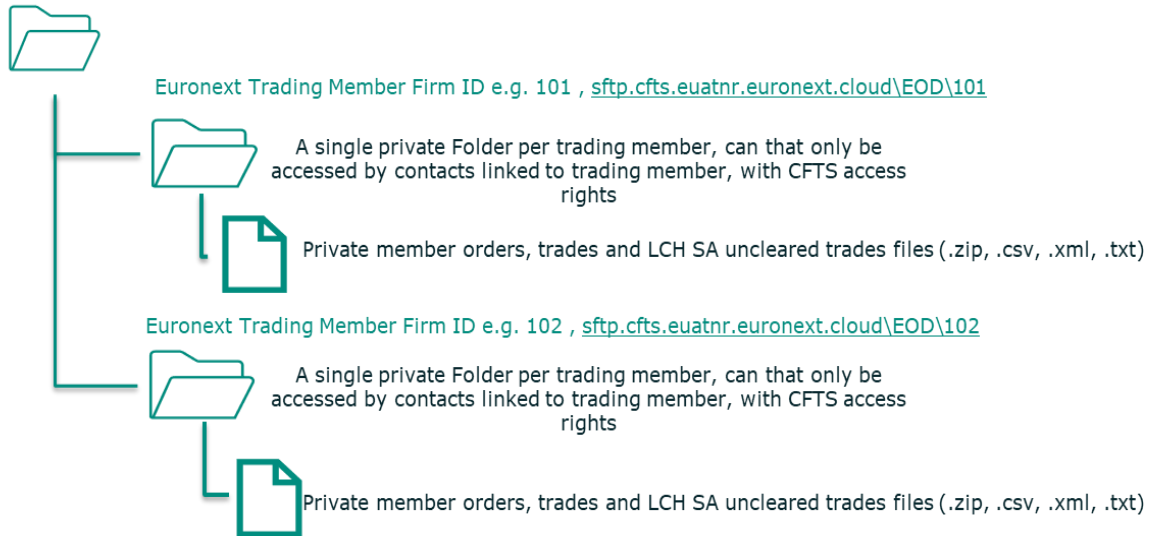 Euronext Trading Member Firm ID e.g. 101 , sftp.cfts.euatnr.euronext.cloud\EOD\101
A single private Folder per trading member, can that only be
accessed by contacts linked to trading member, with CFTS access
rights
Private member orders, trades and LCH SA uncleared trades files (.zip, .csv, .xml, .txt)
Euronext Trading Member Firm ID e.g. 102 , sftp.cfts.euatnr.euronext.cloud\EOD\102
A single private Folder per trading member, can that only be
accessed by contacts linked to trading member, with CFTS access
rights
Private member orders, trades and LCH SA uncleared trades files (.zip, .csv, .xml, .txt)